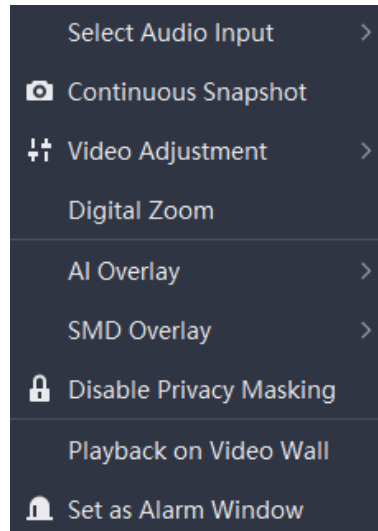 Select Audio Input
Continuous Snapshot
Video Adjustment
Digital Zoom
AI Overlay
SMD Overlay
Disable Privacy Masking
Playback on Video Wall
Set as Alarm Window